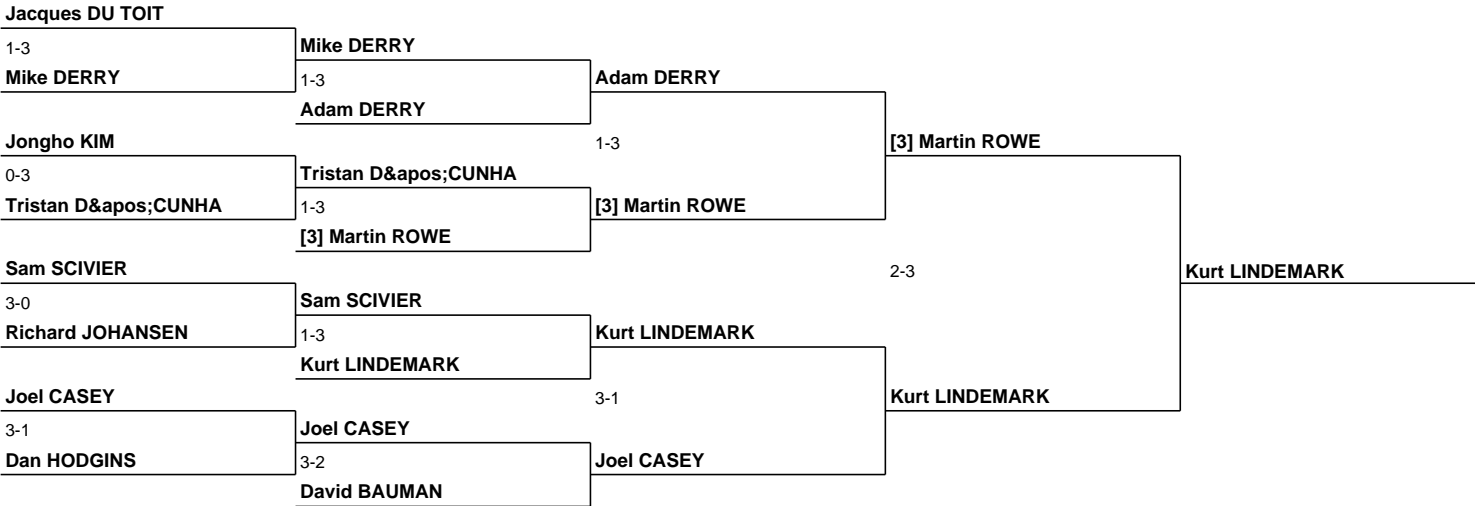 Jacques DU TOIT
1-3
Mike DERRY
Mike DERRY
1-3
Adam DERRY
Adam DERRY
Jongho KIM
1-3
[3] Martin ROWE
0-3
Tristan D&apos;CUNHA
Tristan D&apos;CUNHA
1-3
[3] Martin ROWE
[3] Martin ROWE
Sam SCIVIER
2-3
Kurt LINDEMARK
3-0
Sam SCIVIER
Richard JOHANSEN
1-3
Kurt LINDEMARK
Kurt LINDEMARK
Joel CASEY
3-1
Kurt LINDEMARK
3-1
Joel CASEY
Dan HODGINS
3-2
Joel CASEY
David BAUMAN